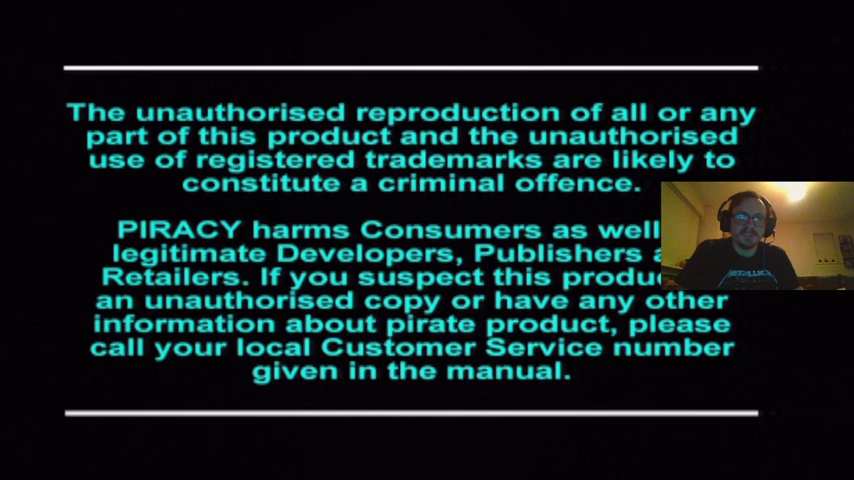 The unauthorised reproduction of all or any
part of this product and the unauthorised
use of registered trademarks are likely to
constitute a criminal offence.
PIRACY harms Consumers as well
legitimate Developers, Publishers
Retailers. If you suspect this
an unauthorised copy or have any other
information about pirate product, please
call your local Customer Service number
given in the manual.
METALLICA